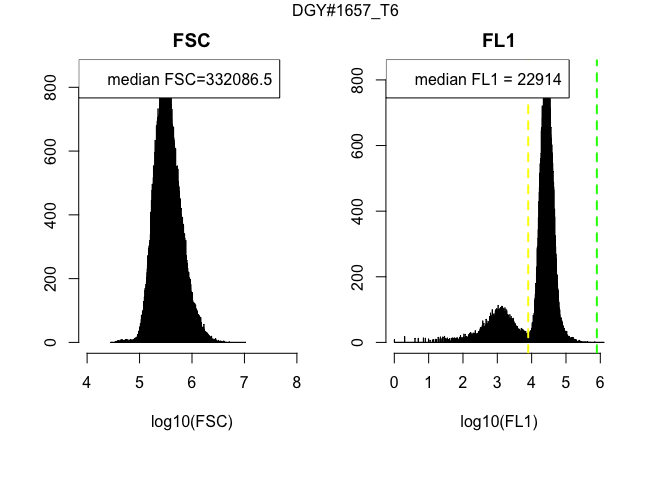 DGY#1657_T6
FSC
FL1
median FSC=332086.5
median FL1 = 22914
0 200 400 600 800
0 200 400 600 800
4 5 6 7 8
0 1 2 3 4 5 6
log10(FSC)
log10(FL1)